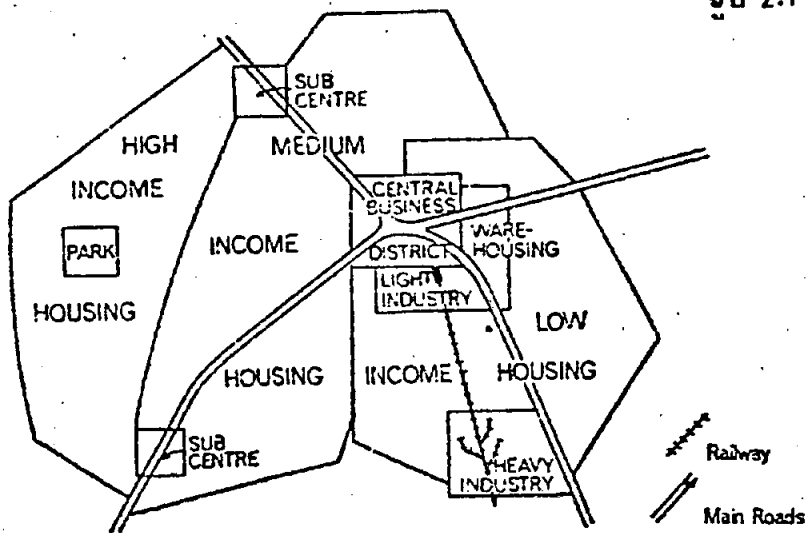 SUB
CENTRE
HIGH
INCOME
PARK
HOUSING
MEDIUM
INCOME
HOUSING
CENTRAL
BUSINESS
DISTRICT
WARE-
HOUSING
LIGHT
INDUSTRY
LOW
INCOME HOUSING
SUB
CENTRE
HEAVY
INDUSTRY
Railway
Main Roads